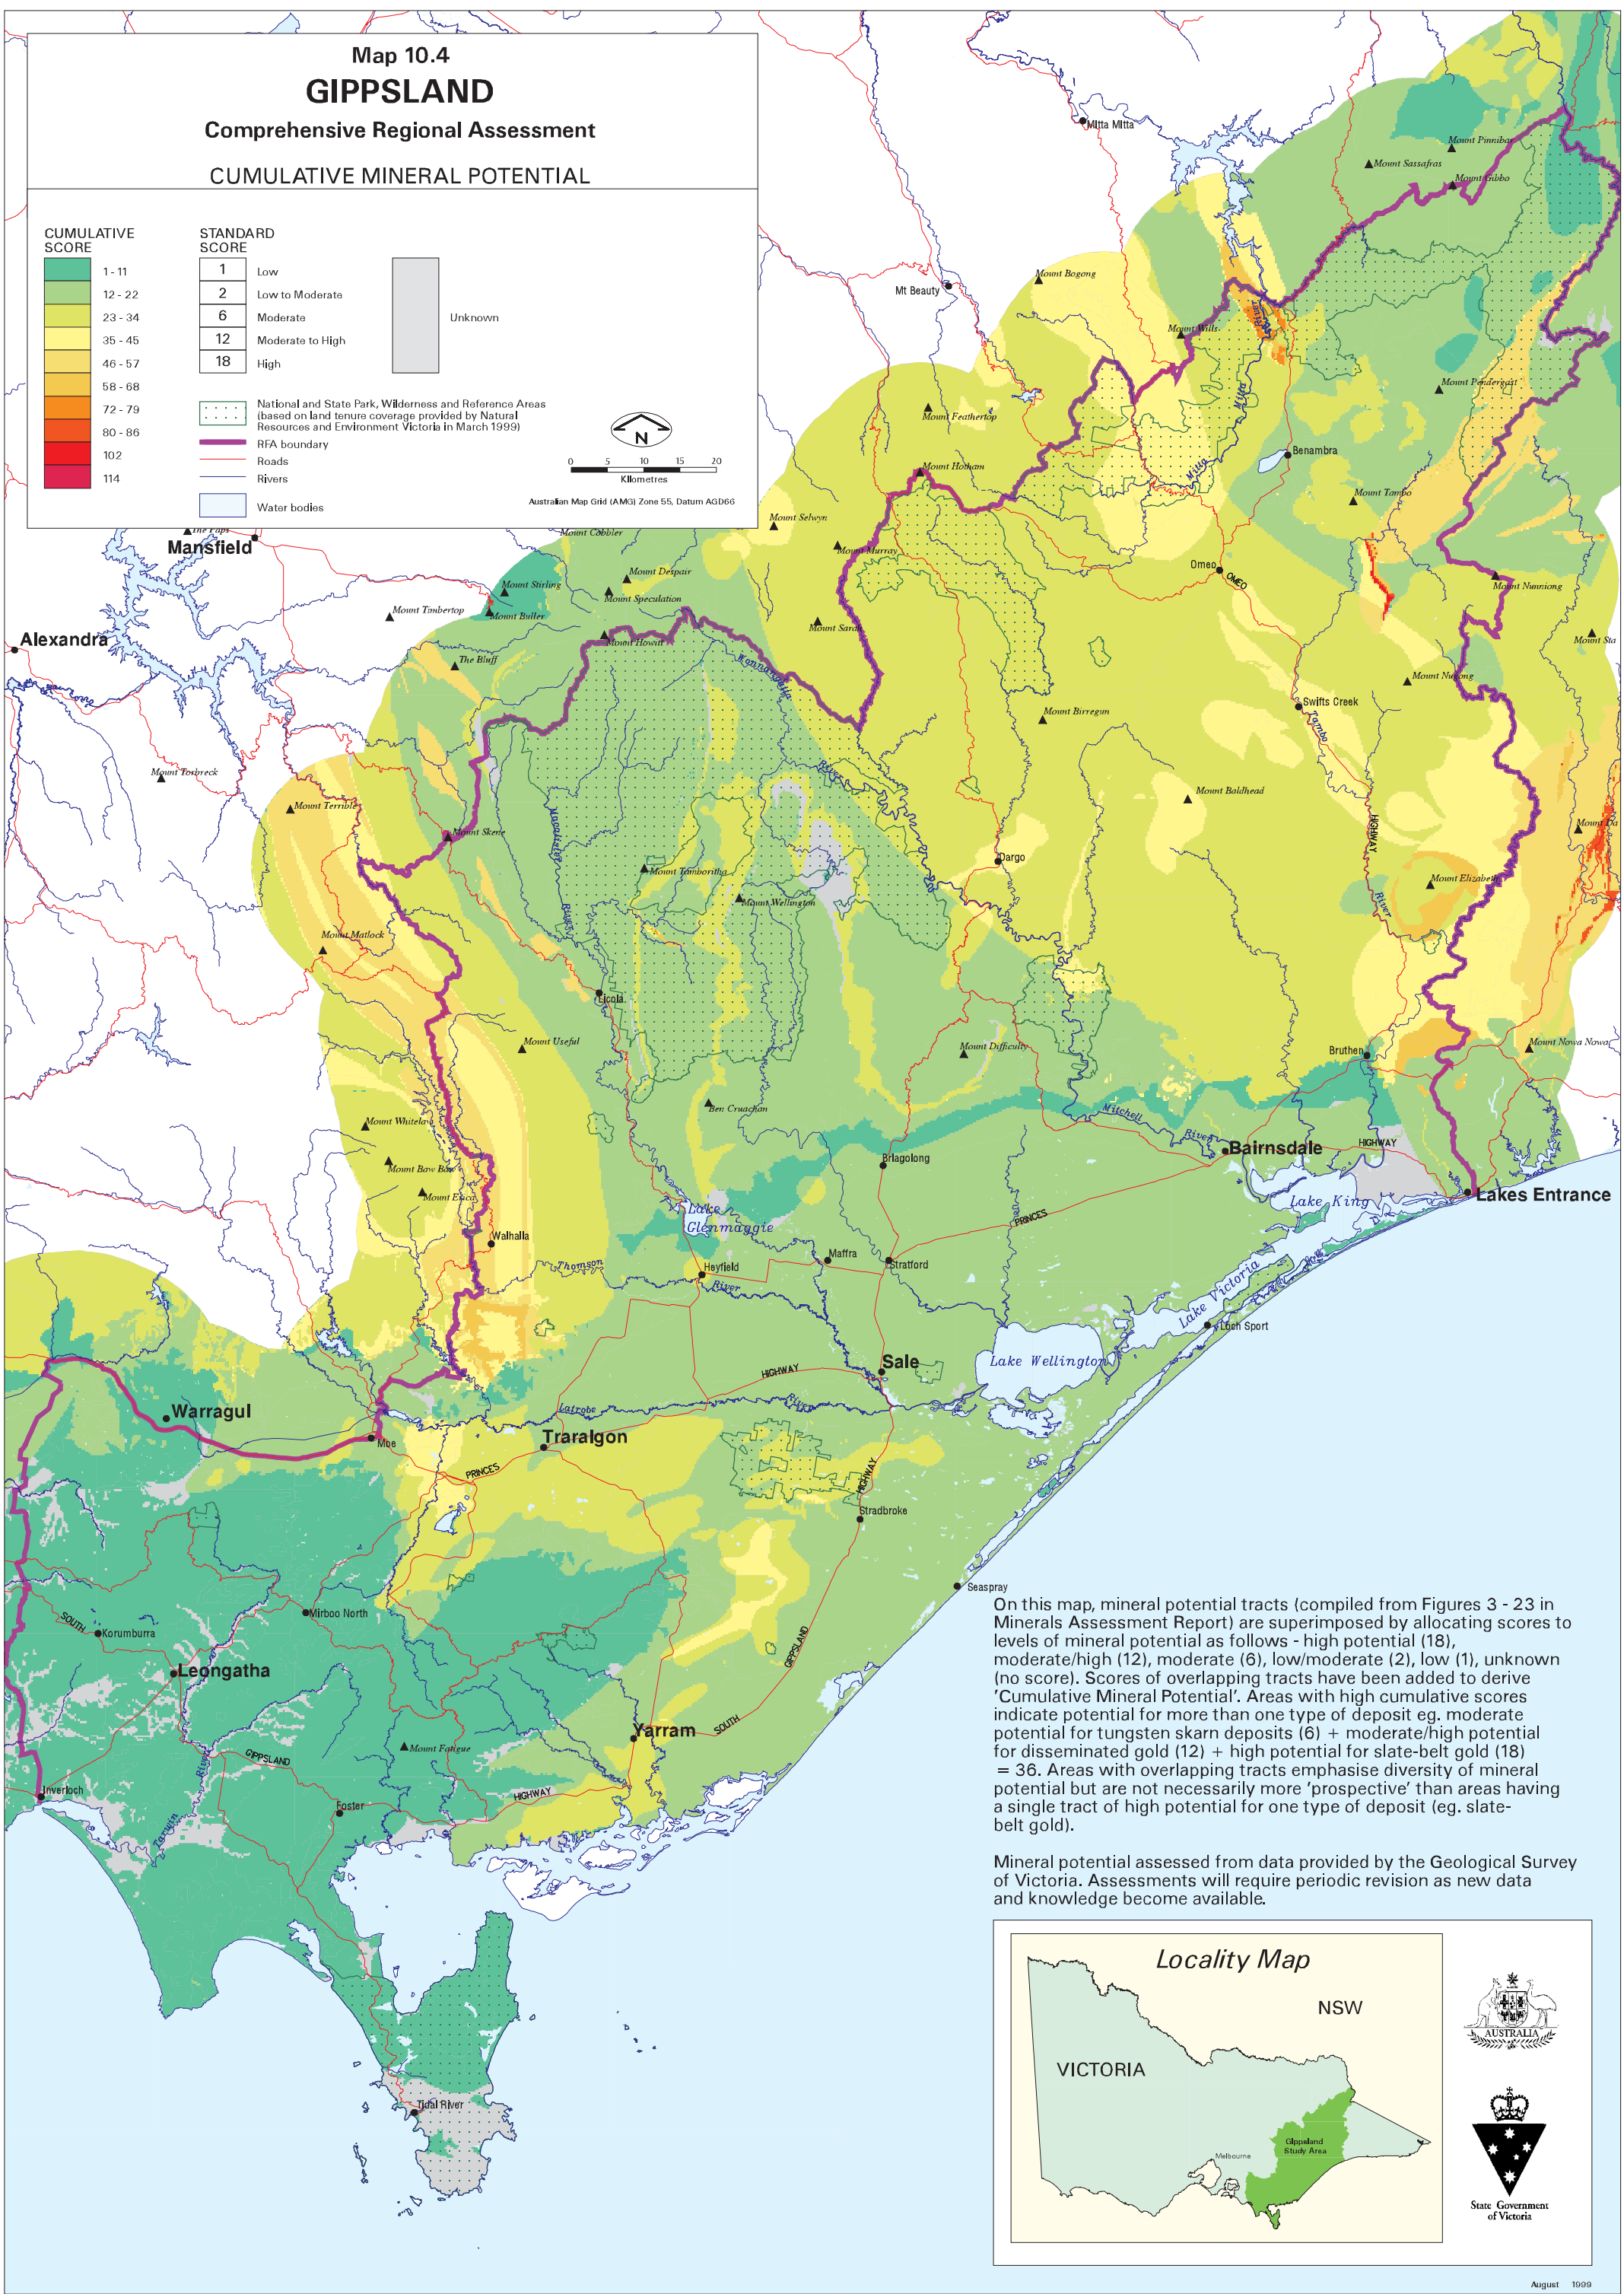 Map 10.4
GIPPSLAND
Comprehensive Regional Assessment
CUMULATIVE MINERAL POTENTIAL
CUMULATIVE
SCORE
1 - 11
12 - 22
23 - 34
35 - 45
46 - 57
58 - 68
72 - 79
80 - 86
102
114
STANDARD
SCORE
1 Low
2 Low to Moderate
6 Moderate
12 Moderate to High
18 High
Unknown
National and State Park, Wilderness and Reference Areas
(based on land tenure coverage provided by Natural
Resources and Environment Victoria in March 1999)
RFA boundary
Roads
Rivers
Water bodies
N
0 5 10 15 20
Kilometres
Australian Map Grid (AMG) Zone 55, Datum AGD66
Mitta Mitta
Mount Pinnibar
Mount Sassafras
Mount Gibbo
Mount Bogong
Mt Beauty
Mount Wills
River
Mitta
Mitta
Mount Pendergast
Mount Feathertop
Benambra
Mount Hotham
Mount Tambo
Mount Selwyn
Mount Cobbler
The Paps
Mansfield
Mount Murray
Omeo
OMEO
Mount Despair
Mount Stirling
Mount Speculation
Mount Nunniong
Mount Timbertop
Mount Buller
Mount Sarah
Mount Howitt
Alexandra
The Bluff
Wonnangatta
Mount Nugong
Swifts Creek
Tambo
Mount Birregun
Mount Torbreck
River
Mount Baldhead
Mount Terrible
Macalister
HIGHWAY
Mount Skene
Dargo
Mount Tamboritha
Mount Elizabeth
Mount Wellington
River
River
Mount Matlock
Licola
Mount Useful
Mount Difficulty
Bruthen
Mount Nowa Nowa
Ben Cruachan
Mitchell
River
Mount Whitelaw
Bairnsdale
HIGHWAY
Briagolong
Mount Baw Baw
Mount Erica
Lakes Entrance
Lake King
Lake
Glenmaggie
PRINCES
Walhalla
Maffra
Stratford
Thomson
Heyfield
River
Lake Victoria
Loch Sport
Lake Wellington
Sale
HIGHWAY
Latrobe
River
Warragul
Moe
Traralgon
PRINCES
HIGHWAY
Stradbroke
Seaspray
Mirboo North
SOUTH
Korumburra
Leongatha
GIPPSLAND
Yarram
SOUTH
Mount Fatigue
GIPPSLAND
River
Inverloch
HIGHWAY
Foster
Tarwin
Tidal River
On this map, mineral potential tracts (compiled from Figures 3 - 23 in
Minerals Assessment Report) are superimposed by allocating scores to
levels of mineral potential as follows - high potential (18),
moderate/high (12), moderate (6), low/moderate (2), low (1), unknown
(no score). Scores of overlapping tracts have been added to derive
'Cumulative Mineral Potential'. Areas with high cumulative scores
indicate potential for more than one type of deposit eg. moderate
potential for tungsten skarn deposits (6) + moderate/high potential
for disseminated gold (12) + high potential for slate-belt gold (18)
= 36. Areas with overlapping tracts emphasise diversity of mineral
potential but are not necessarily more 'prospective' than areas having
a single tract of high potential for one type of deposit (eg. slate-
belt gold).
Mineral potential assessed from data provided by the Geological Survey
of Victoria. Assessments will require periodic revision as new data
and knowledge become available.
Locality Map
NSW
VICTORIA
Gippsland
Study Area
Melbourne
AUSTRALIA
State Government
of Victoria
August 1999